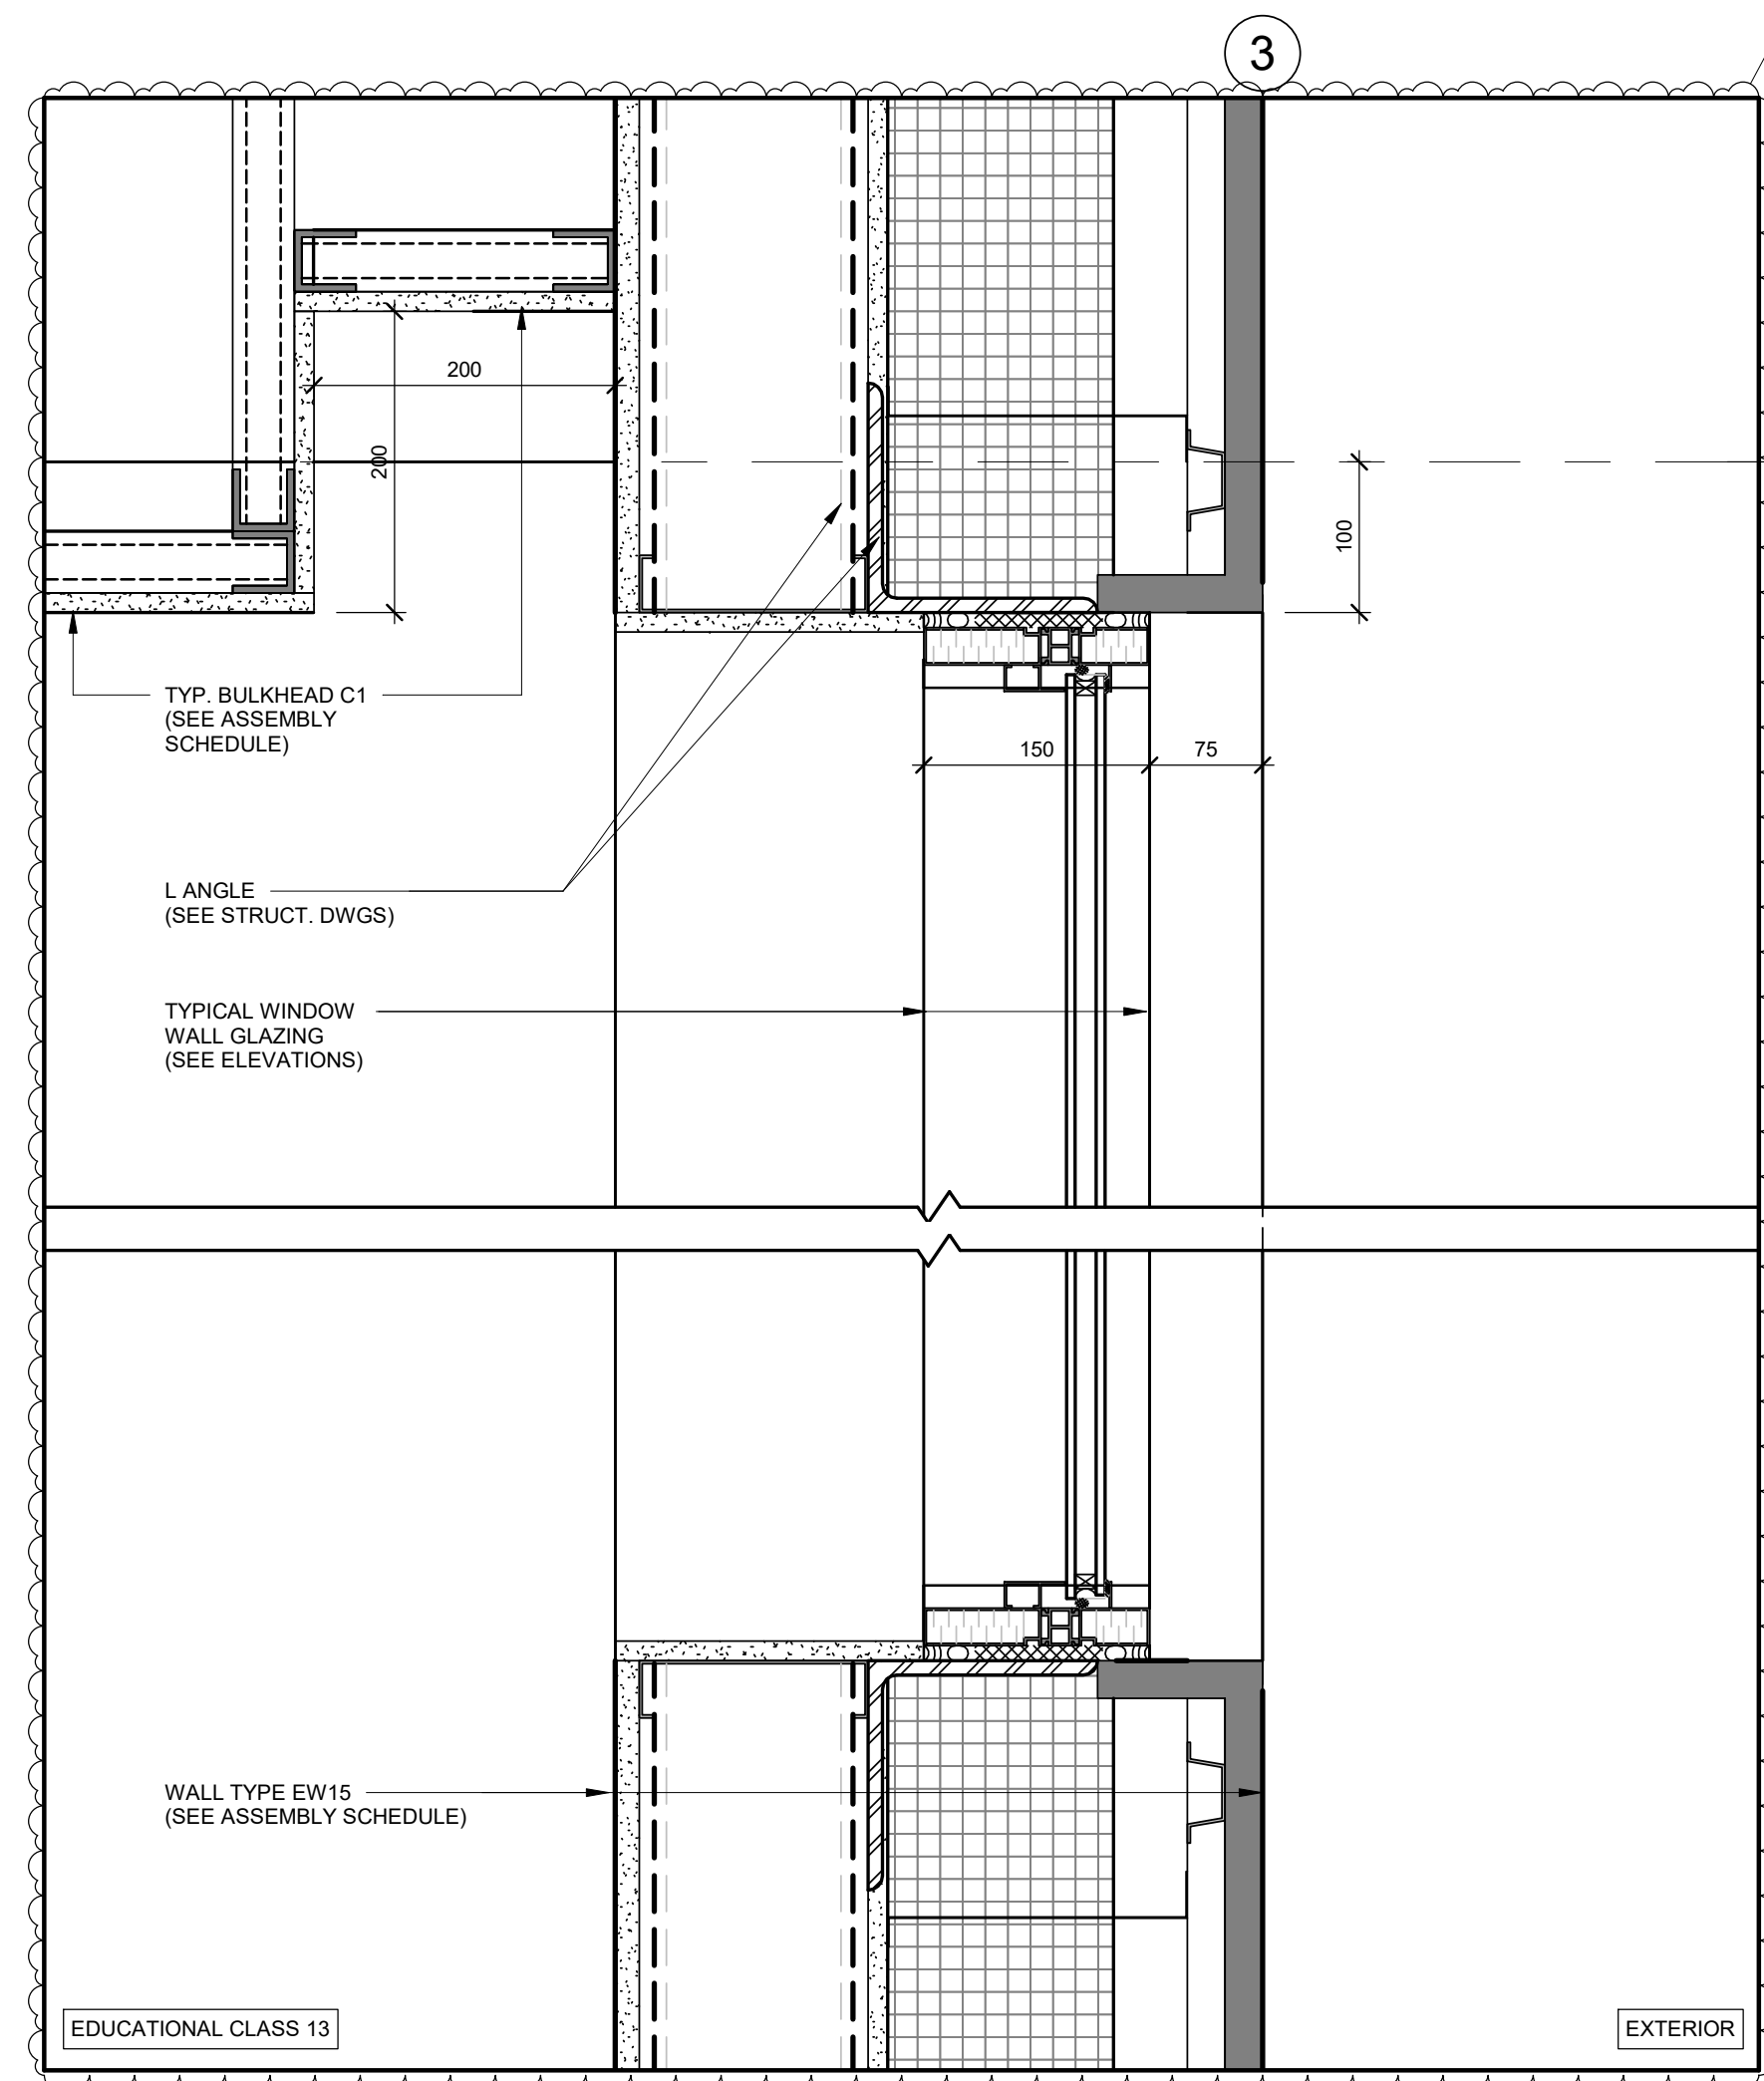 3
200
200
100
TYP. BULKHEAD C1
(SEE ASSEMBLY
SCHEDULE)
150
75
L ANGLE
(SEE STRUCT. DWGS)
TYPICAL WINDOW
WALL GLAZING
(SEE ELEVATIONS)
WALL TYPE EW15
(SEE ASSEMBLY SCHEDULE)
EDUCATIONAL CLASS 13
EXTERIOR